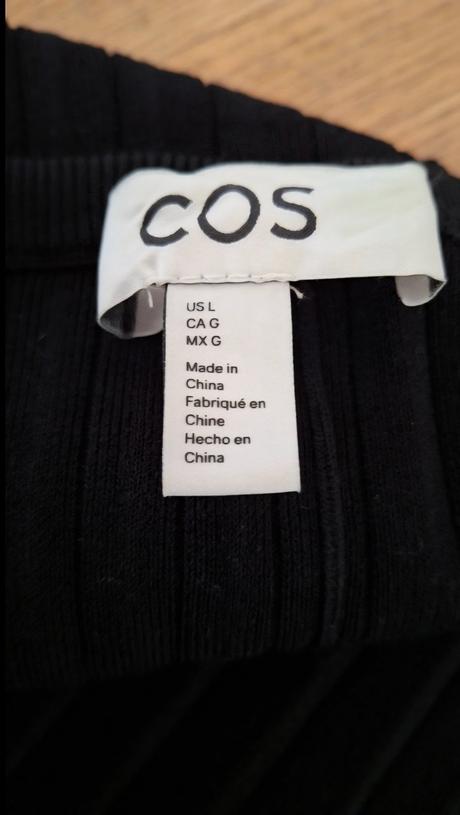 COS
US L
CA G
MX G
Made in
China
Fabriqué en
Chine
Hecho en
China